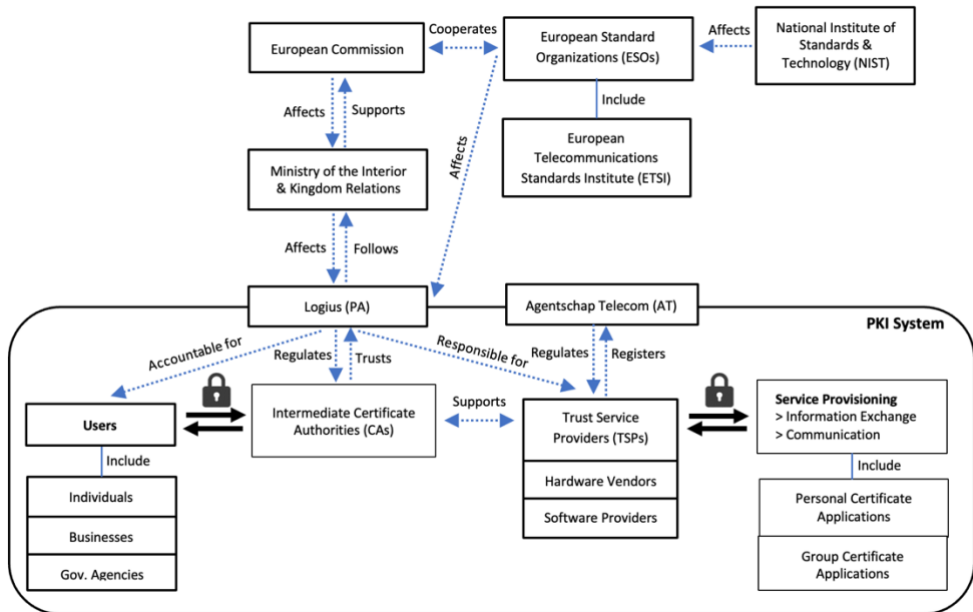 European Commission
Cooperates
European Standard
Organizations (ESOs)
Affects
National Institute of
Standards &
Technology (NIST)
Affects
Supports
Affects
Include
European
Telecommunications
Standards Institute (ETSI)
Ministry of the Interior
& Kingdom Relations
Affects
Follows
Logius (PA)
Agentschap Telecom (AT)
PKI System
Accountable for
Regulates
Trusts
Responsible for
Regulates
Registers
Users
Intermediate Certificate
Authorities (CAs)
Supports
Trust Service
Providers (TSPs)
Service Provisioning
> Information Exchange
> Communication
Include
Individuals
Businesses
Gov. Agencies
Hardware Vendors
Software Providers
Include
Personal Certificate
Applications
Group Certificate
Applications